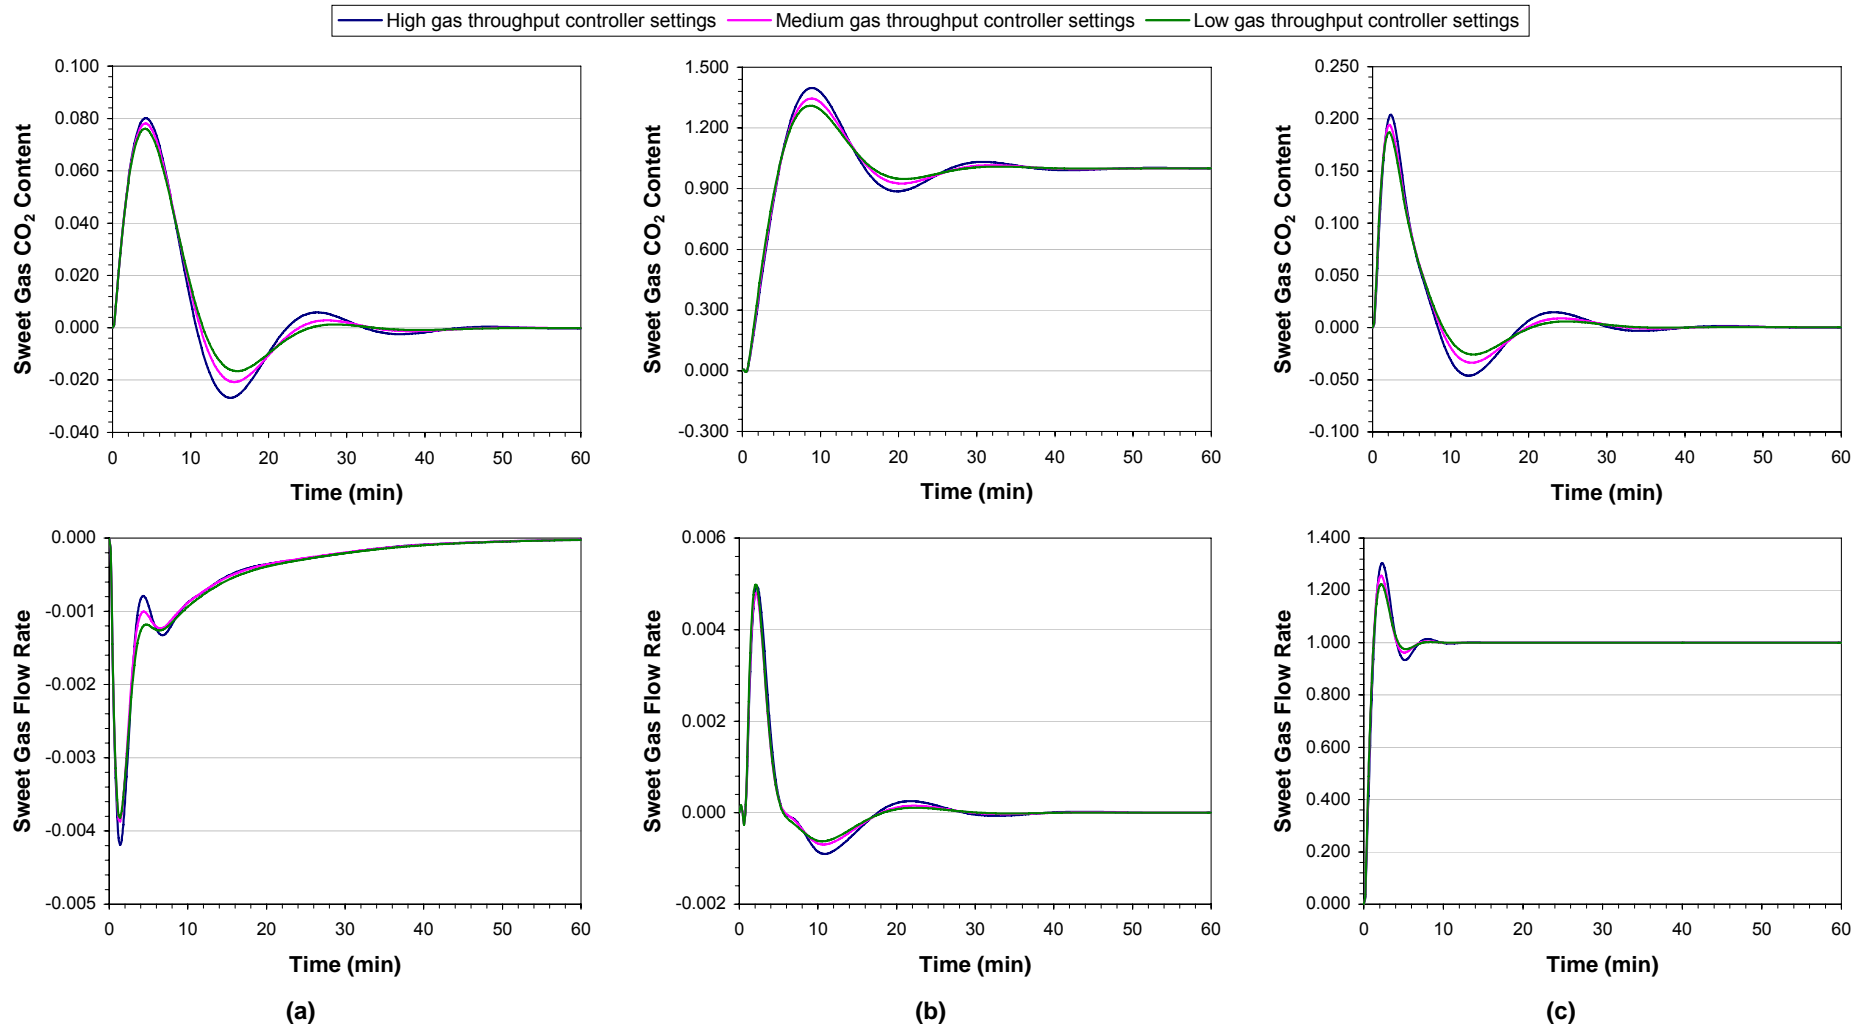 High gas throughput controller settings Medium gas throughput controller settings Low gas throughput controller settings
0.100
0.080
0.060
0.040
0.020
0.000
-0.020
-0.040
0 10 20 30 40 50 60
Sweet Gas CO₂ Content
Time (min)
1.500
1.200
0.900
0.600
0.300
0.000
-0.300
0 10 20 30 40 50 60
Sweet Gas CO₂ Content
Time (min)
0.250
0.200
0.150
0.100
0.050
0.000
-0.050
-0.100
0 10 20 30 40 50 60
Sweet Gas CO₂ Content
Time (min)
0.000
-0.001
-0.002
-0.003
-0.004
-0.005
0 10 20 30 40 50 60
Sweet Gas Flow Rate
Time (min)
(a)
0.006
0.004
0.002
0.000
-0.002
0 10 20 30 40 50 60
Sweet Gas Flow Rate
Time (min)
(b)
1.400
1.200
1.000
0.800
0.600
0.400
0.200
0.000
0 10 20 30 40 50 60
Sweet Gas Flow Rate
Time (min)
(c)